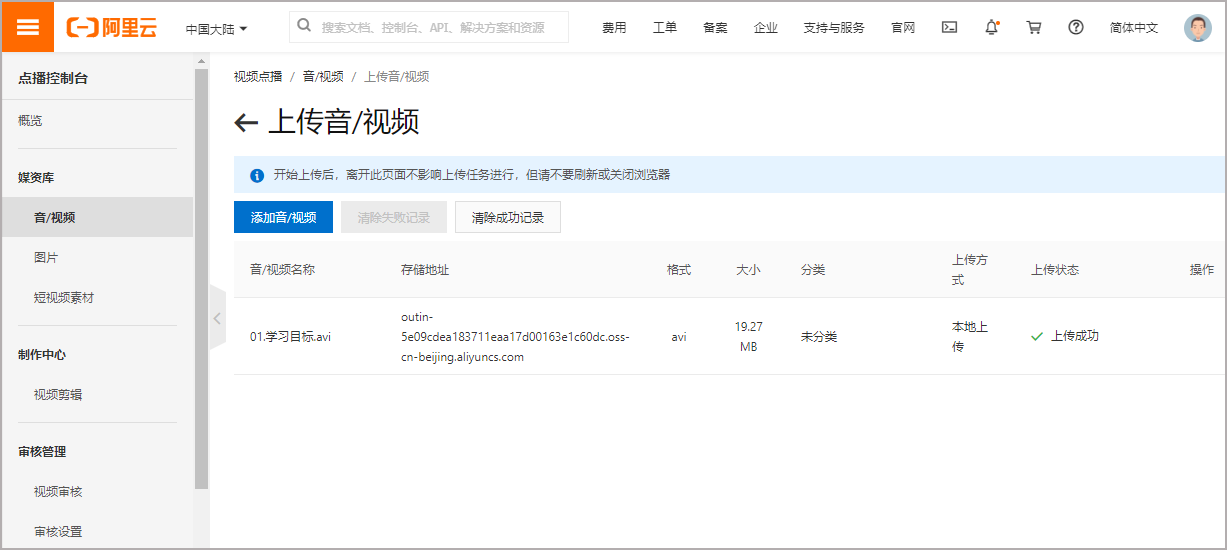 阿里云
中国大陆
搜索文档、控制台、API、解决方案和资源
费用
工单
备案
企业
支持与服务
官网
简体中文
点播控制台
概览
媒资库
音/视频
图片
短视频素材
制作中心
视频剪辑
审核管理
视频审核
审核设置
视频点播 / 音/视频 / 上传音/视频
上传音/视频
开始上传后，离开此页面不影响上传任务进行，但请不要刷新或关闭浏览器
添加音/视频
清除失败记录
清除成功记录
音/视频名称
存储地址
格式
大小
分类
上传方
式
上传状态
操作
01.学习目标.avi
outin-
5e09cdea183711eaa17d00163e1c60dc.oss-
cn-beijing.aliyuncs.com
avi
19.27
MB
未分类
本地上
传
上传成功